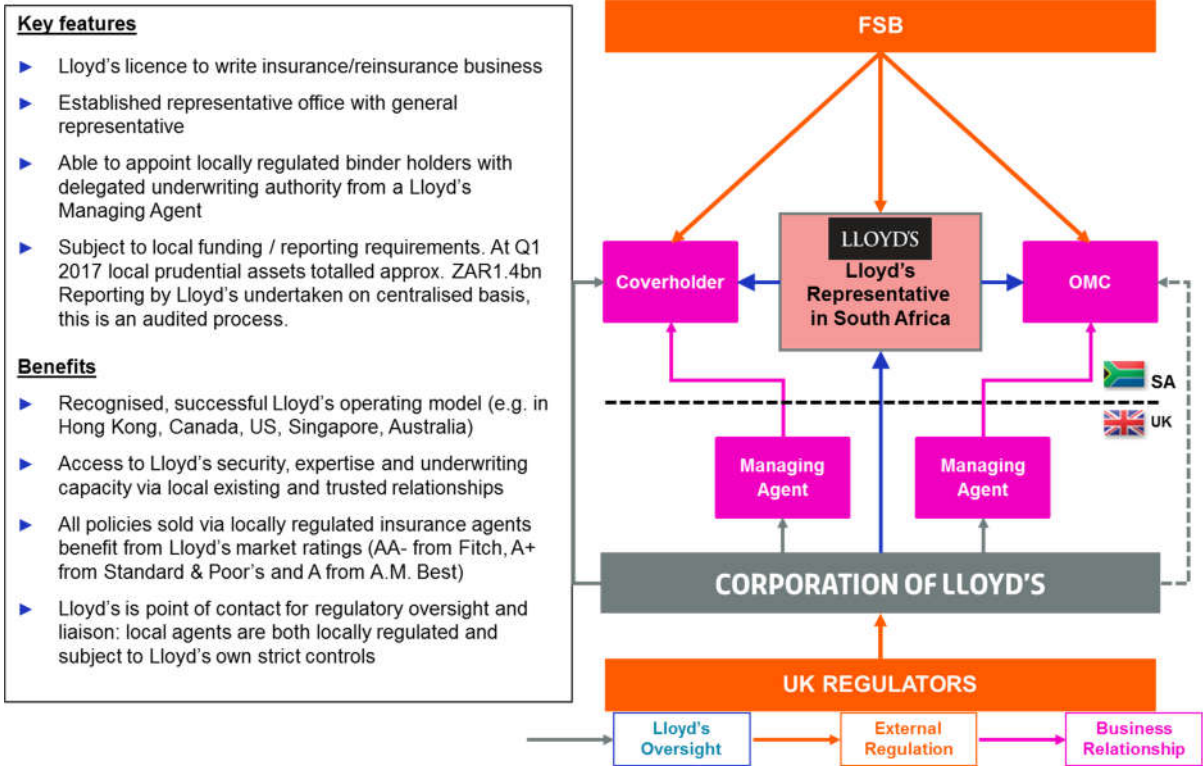 Key features
► Lloyd's licence to write insurance/reinsurance business
► Established representative office with general
representative
► Able to appoint locally regulated binder holders with
delegated underwriting authority from a Lloyd's
Managing Agent
► Subject to local funding / reporting requirements. At Q1
2017 local prudential assets totalled approx. ZAR1.4bn
Reporting by Lloyd's undertaken on centralised basis,
this is an audited process.
Benefits
► Recognised, successful Lloyd's operating model (e.g. in
Hong Kong, Canada, US, Singapore, Australia)
► Access to Lloyd's security, expertise and underwriting
capacity via local existing and trusted relationships
► All policies sold via locally regulated insurance agents
benefit from Lloyd's market ratings (AA- from Fitch, A+
from Standard & Poor's and A from A.M. Best)
► Lloyd's is point of contact for regulatory oversight and
liaison: local agents are both locally regulated and
subject to Lloyd's own strict controls
FSB
Coverholder
LLOYD'S
Lloyd's
Representative
in South Africa
OMC
SA
UK
Managing
Agent
Managing
Agent
CORPORATION OF LLOYD'S
UK REGULATORS
Lloyd's
Oversight
External
Regulation
Business
Relationship